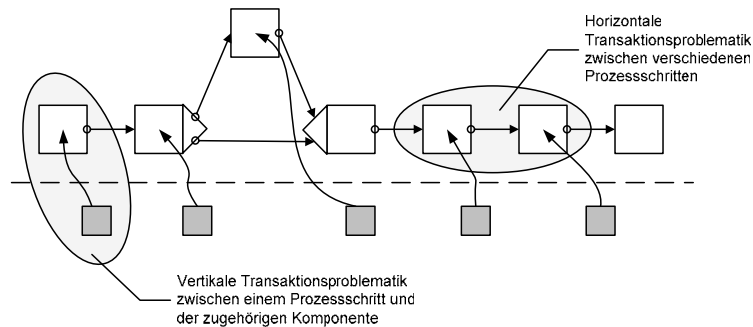 Horizontale
Transaktionsproblematik
zwischen verschiedenen
Prozessschritten
Vertikale Transaktionsproblematik
zwischen einem Prozessschritt und
der zugehörigen Komponente